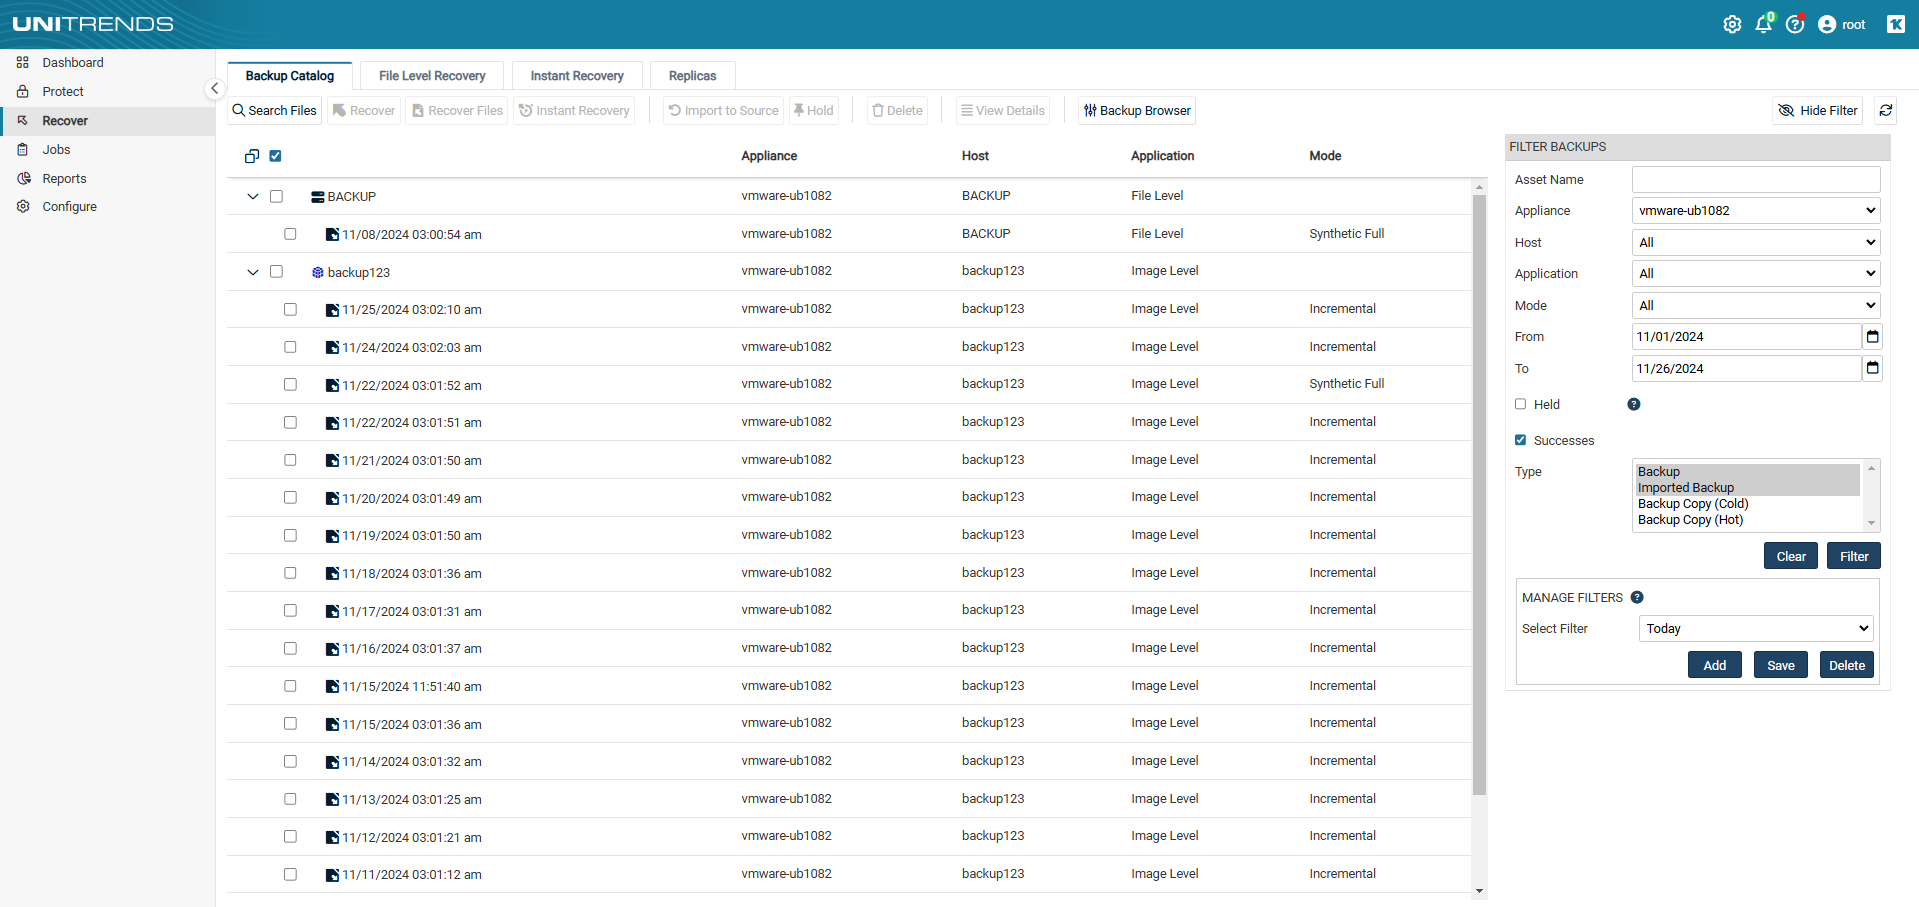 UNITRENDS
0
root
Dashboard
Protect
Recover
Jobs
Reports
Configure
Backup Catalog
File Level Recovery
Instant Recovery
Replicas
Search Files
Recover
Recover Files
Instant Recovery
Import to Source
Hold
Delete
View Details
Backup Browser
Hide Filter
Appliance Host Application Mode
BACKUP vmware-ub1082 BACKUP File Level
11/08/2024 03:00:54 am vmware-ub1082 BACKUP File Level Synthetic Full
backup123 vmware-ub1082 backup123 Image Level
11/25/2024 03:02:10 am vmware-ub1082 backup123 Image Level Incremental
11/24/2024 03:02:03 am vmware-ub1082 backup123 Image Level Incremental
11/22/2024 03:01:52 am vmware-ub1082 backup123 Image Level Synthetic Full
11/22/2024 03:01:51 am vmware-ub1082 backup123 Image Level Incremental
11/21/2024 03:01:50 am vmware-ub1082 backup123 Image Level Incremental
11/20/2024 03:01:49 am vmware-ub1082 backup123 Image Level Incremental
11/19/2024 03:01:50 am vmware-ub1082 backup123 Image Level Incremental
11/18/2024 03:01:36 am vmware-ub1082 backup123 Image Level Incremental
11/17/2024 03:01:31 am vmware-ub1082 backup123 Image Level Incremental
11/16/2024 03:01:37 am vmware-ub1082 backup123 Image Level Incremental
11/15/2024 11:51:40 am vmware-ub1082 backup123 Image Level Incremental
11/15/2024 03:01:36 am vmware-ub1082 backup123 Image Level Incremental
11/14/2024 03:01:32 am vmware-ub1082 backup123 Image Level Incremental
11/13/2024 03:01:25 am vmware-ub1082 backup123 Image Level Incremental
11/12/2024 03:01:21 am vmware-ub1082 backup123 Image Level Incremental
11/11/2024 03:01:12 am vmware-ub1082 backup123 Image Level Incremental
FILTER BACKUPS
Asset Name
Appliance vmware-ub1082
Host All
Application All
Mode All
From 11/01/2024
To 11/26/2024
Held ?
Successes
Type
Backup
Imported Backup
Backup Copy (Cold)
Backup Copy (Hot)
Clear Filter
MANAGE FILTERS ?
Select Filter Today
Add Save Delete